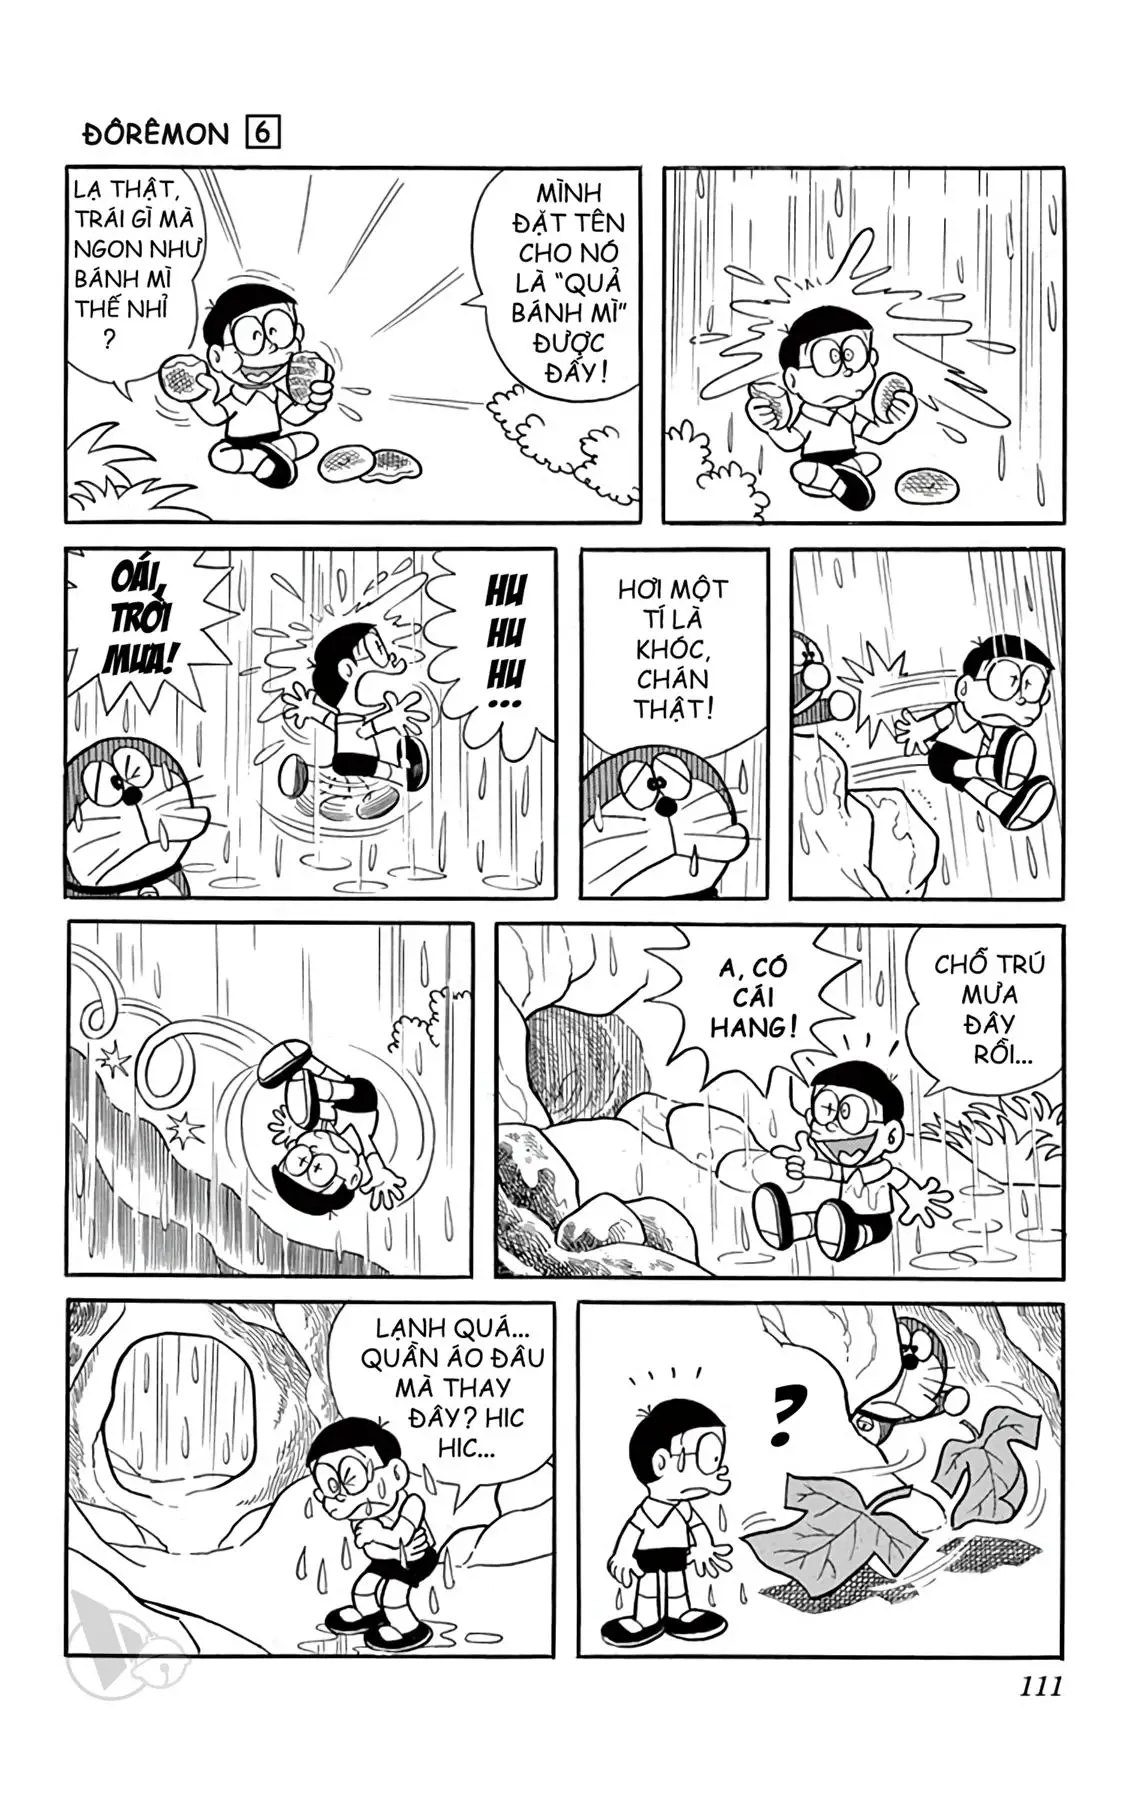 ĐÔRÊMON 6
LẠ THẬT,
TRÁI GÌ MÀ
NGON NHƯ
BÁNH MÌ
THẾ NHỈ
?
MÌNH
ĐẶT TÊN
CHO NÓ
LÀ “QUẢ
BÁNH MÌ”
ĐƯỢC
ĐẤY!
OÁI,
TRỜI
MƯA!
HU
HU
HU
...
HƠI MỘT
TÍ LÀ
KHÓC,
CHÁN
THẬT!
A, CÓ
CÁI
HANG!
CHỖ TRÚ
MƯA
ĐÂY
RỒI...
LẠNH QUÁ...
QUẦN ÁO ĐÂU
MÀ THAY
ĐÂY? HIC
HIC...
?
111